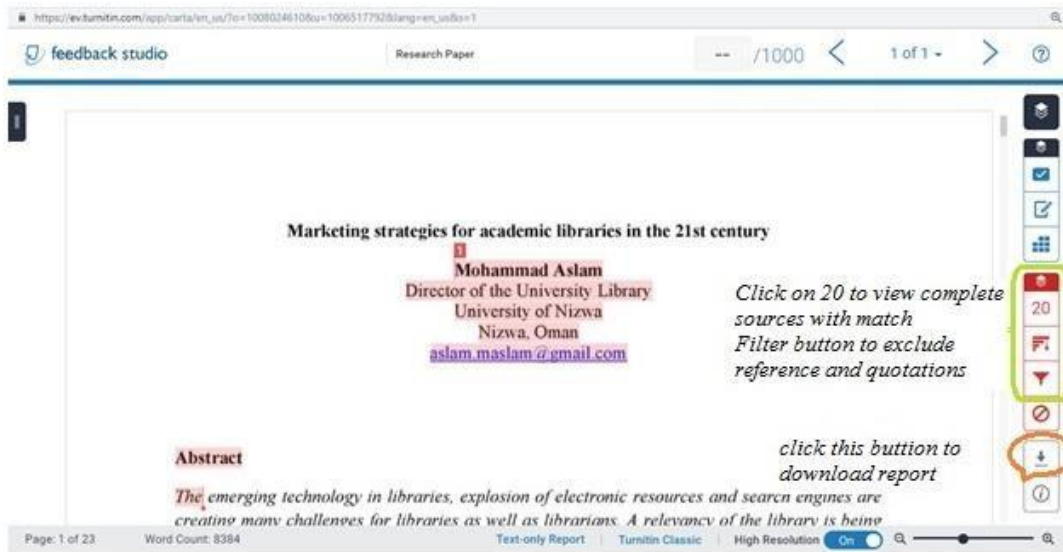 https://ev.turnitin.com/app/carta/en_us/?o=1008024610&u=1006517792&lang=en_us&s=1
feedback studio
Research Paper
-- /1000
1 of 1
Marketing strategies for academic libraries in the 21st century
1
Mohammad Aslam
Director of the University Library
University of Nizwa
Nizwa, Oman
aslam.maslam@gmail.com
Click on 20 to view complete
sources with match
Filter button to exclude
reference and quotations
20
click this buttion to
download report
Abstract
The emerging technology in libraries, explosion of electronic resources and search engines are
creating many challenges for libraries as well as librarians. A relevancy of the library is being
Page: 1 of 23
Word Count: 8384
Text-only Report
Turnitin Classic
High Resolution
On